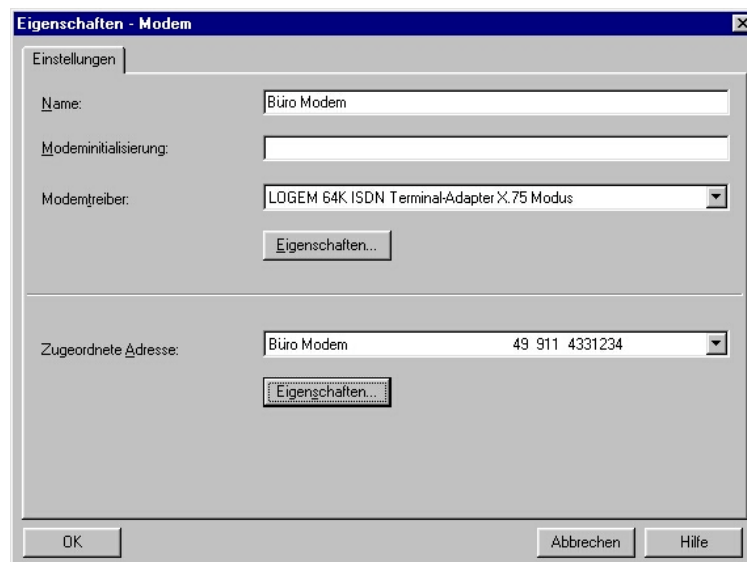 Eigenschaften - Modem
Einstellungen
Name: Büro Modem
Modeminitialisierung:
Modemtreiber: LOGEM 64K ISDN Terminal-Adapter X.75 Modus
Eigenschaften...
Zugeordnete Adresse: Büro Modem 49 911 4331234
Eigenschaften...
OK Abbrechen Hilfe